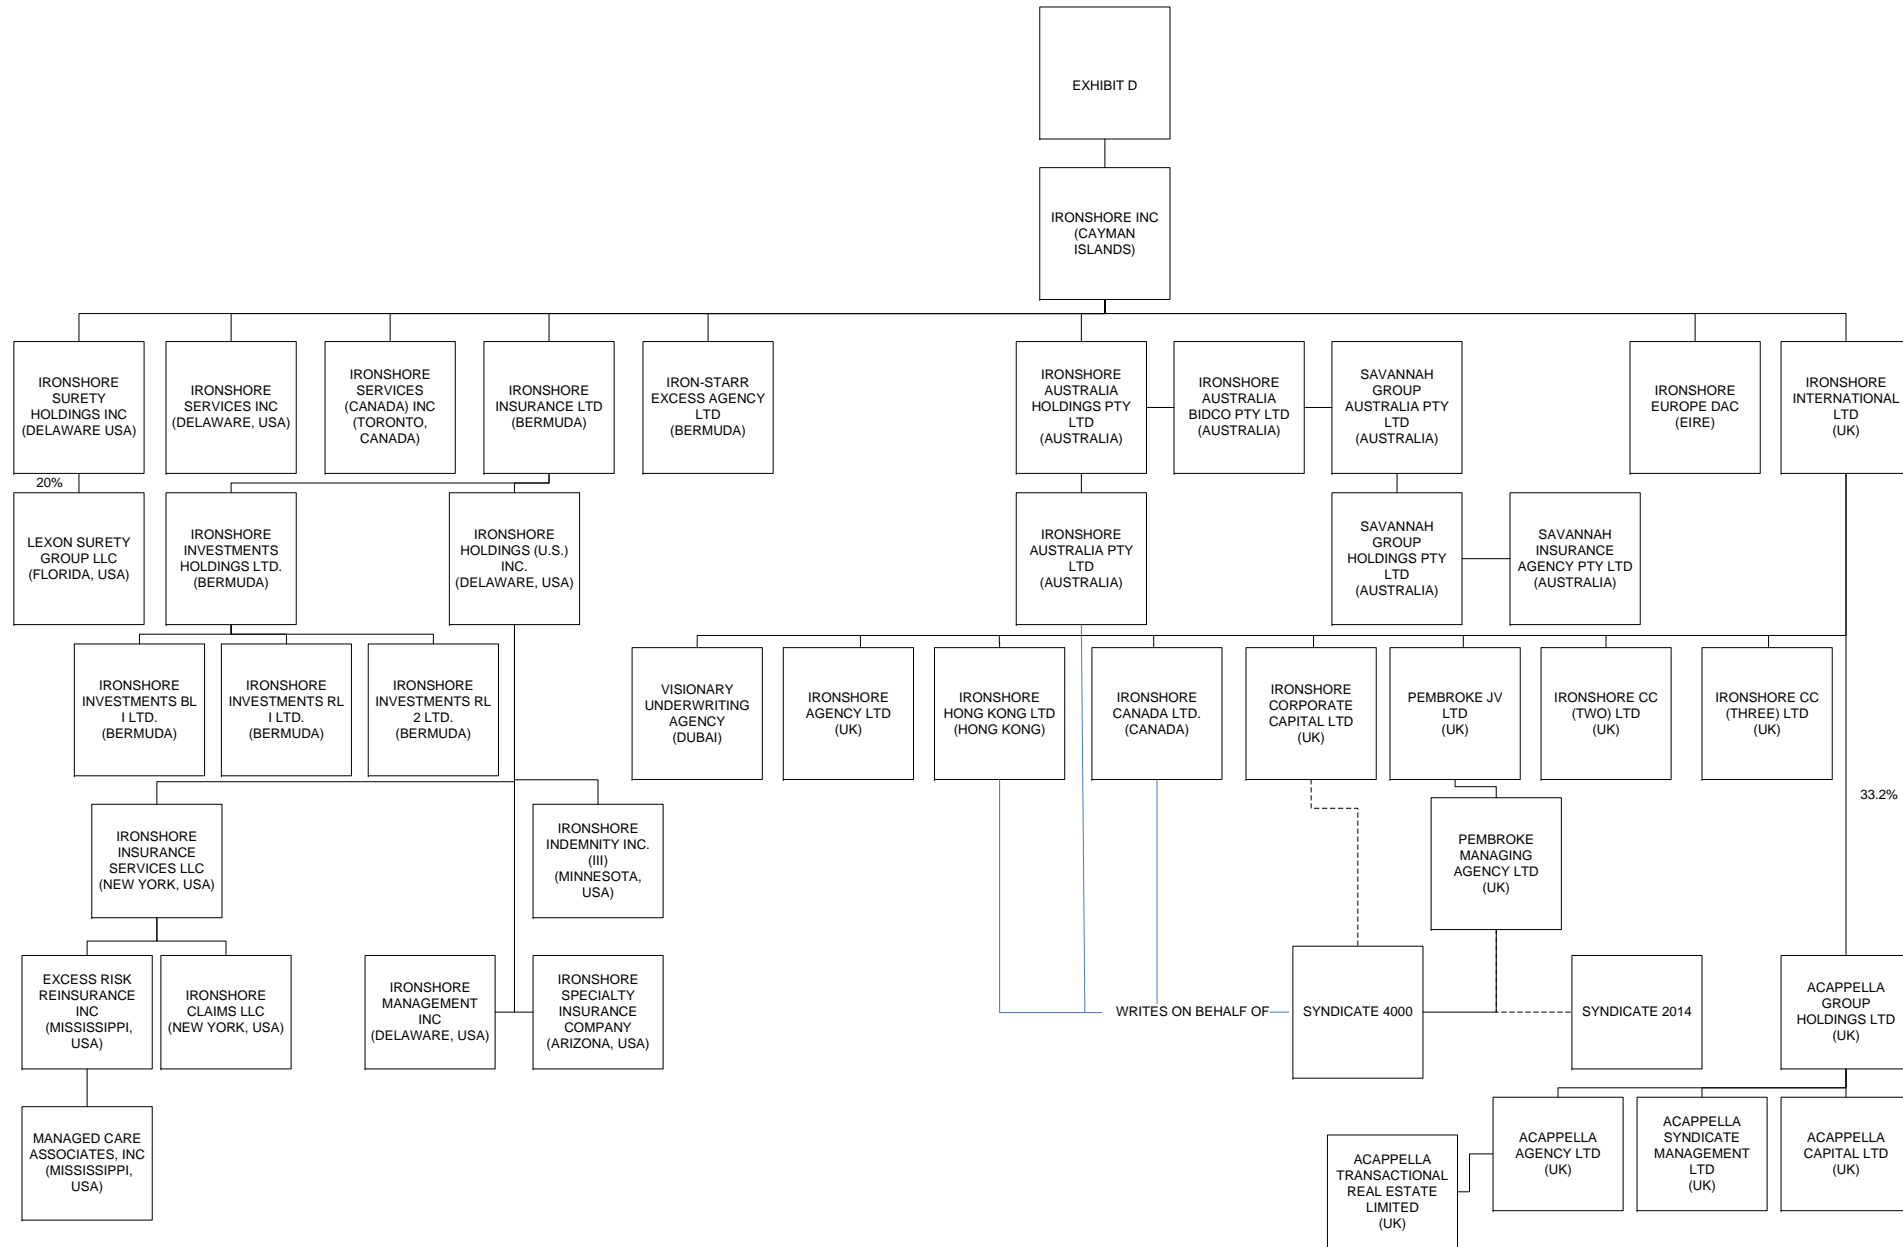 EXHIBIT D
IRONSHORE INC
(CAYMAN
ISLANDS)
IRONSHORE
SURETY
HOLDINGS INC
(DELAWARE USA)
IRONSHORE
SERVICES INC
(DELAWARE, USA)
IRONSHORE
SERVICES
(CANADA) INC
(TORONTO,
CANADA)
IRONSHORE
INSURANCE LTD
(BERMUDA)
IRON-STARR
EXCESS AGENCY
LTD
(BERMUDA)
IRONSHORE
AUSTRALIA
HOLDINGS PTY
LTD
(AUSTRALIA)
IRONSHORE
AUSTRALIA
BIDCO PTY LTD
(AUSTRALIA)
SAVANNAH
GROUP
AUSTRALIA PTY
LTD
(AUSTRALIA)
IRONSHORE
EUROPE DAC
(EIRE)
IRONSHORE
INTERNATIONAL
LTD
(UK)
20%
LEXON SURETY
GROUP LLC
(FLORIDA, USA)
IRONSHORE
INVESTMENTS
HOLDINGS LTD.
(BERMUDA)
IRONSHORE
HOLDINGS (U.S.)
INC.
(DELAWARE, USA)
IRONSHORE
AUSTRALIA PTY
LTD
(AUSTRALIA)
SAVANNAH
GROUP
HOLDINGS PTY
LTD
(AUSTRALIA)
SAVANNAH
INSURANCE
AGENCY PTY LTD
(AUSTRALIA)
IRONSHORE
INVESTMENTS BL
I LTD.
(BERMUDA)
IRONSHORE
INVESTMENTS RL
I LTD.
(BERMUDA)
IRONSHORE
INVESTMENTS RL
2 LTD.
(BERMUDA)
VISIONARY
UNDERWRITING
AGENCY
(DUBAI)
IRONSHORE
AGENCY LTD
(UK)
IRONSHORE
HONG KONG LTD
(HONG KONG)
IRONSHORE
CANADA LTD.
(CANADA)
IRONSHORE
CORPORATE
CAPITAL LTD
(UK)
PEMBROKE JV
LTD
(UK)
IRONSHORE CC
(TWO) LTD
(UK)
IRONSHORE CC
(THREE) LTD
(UK)
33.2%
IRONSHORE
INSURANCE
SERVICES LLC
(NEW YORK, USA)
IRONSHORE
INDEMNITY INC.
(III)
(MINNESOTA,
USA)
PEMBROKE
MANAGING
AGENCY LTD
(UK)
EXCESS RISK
REINSURANCE
INC
(MISSISSIPPI,
USA)
IRONSHORE
CLAIMS LLC
(NEW YORK, USA)
IRONSHORE
MANAGEMENT
INC
(DELAWARE, USA)
IRONSHORE
SPECIALTY
INSURANCE
COMPANY
(ARIZONA, USA)
WRITES ON BEHALF OF
SYNDICATE 4000
SYNDICATE 2014
ACAPPELLA
GROUP
HOLDINGS LTD
(UK)
MANAGED CARE
ASSOCIATES, INC
(MISSISSIPPI,
USA)
ACAPPELLA
TRANSACTIONAL
REAL ESTATE
LIMITED
(UK)
ACAPPELLA
AGENCY LTD
(UK)
ACAPPELLA
SYNDICATE
MANAGEMENT
LTD
(UK)
ACAPPELLA
CAPITAL LTD
(UK)